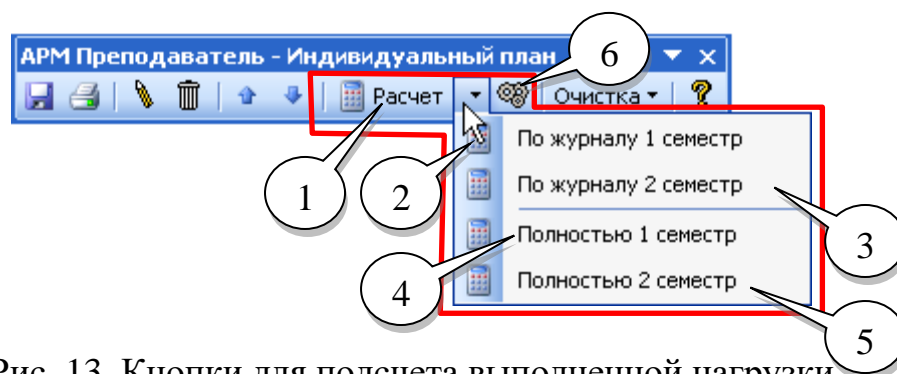 6
АРМ Преподаватель - Индивидуальный план
Расчет Очистка ?
По журналу 1 семестр
1 2
По журналу 2 семестр
3
Полностью 1 семестр
4
Полностью 2 семестр
5
Рис. 13. Кнопки для подсчета выполненной нагрузки